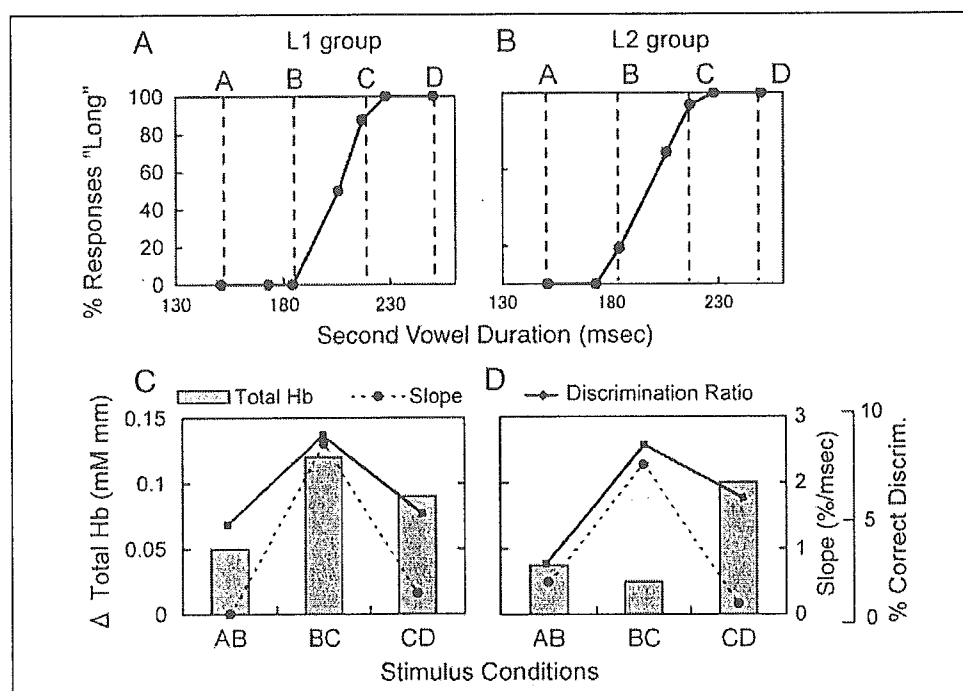 A
L1 group
B
L2 group
A B C D
A B C D
% Responses "Long"
100
80
60
40
20
0
130 180 230
130 180 230
Second Vowel Duration (msec)
C
Total Hb
Slope
D
Discrimination Ratio
Δ Total Hb (mM mm)
0.15
0.1
0.05
0
AB BC CD
AB BC CD
3
2
1
0
Slope (%/msec)
10
5
0
% Correct Discrim.
Stimulus Conditions